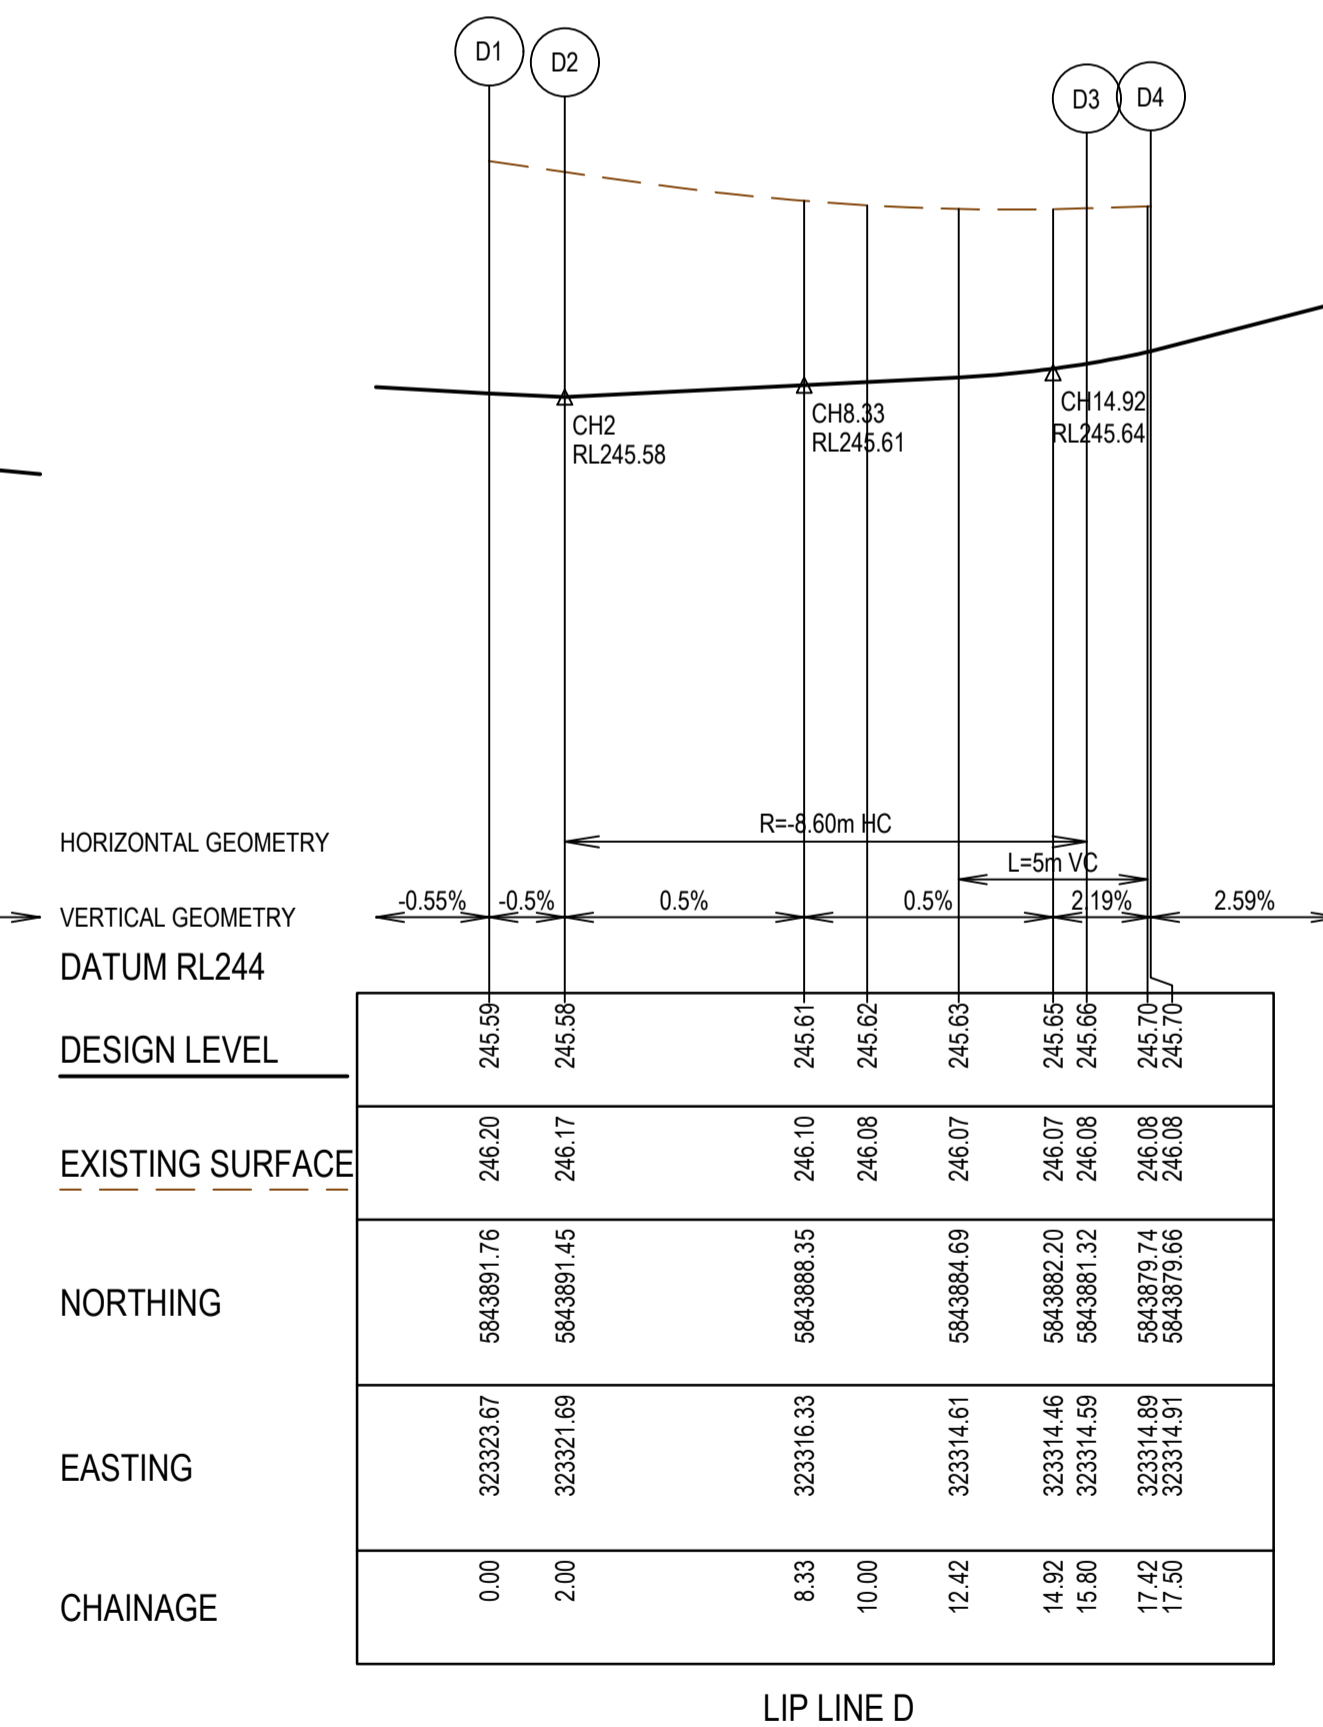 D1 D2 D3 D4
CH2
RL245.58
CH8.33
RL245.61
CH14.92
RL245.64
HORIZONTAL GEOMETRY R=-8.60m HC
L=5m VC
VERTICAL GEOMETRY -0.55% -0.5% 0.5% 0.5% 2.19% 2.59%
DATUM RL244
DESIGN LEVEL 245.59 245.58 245.61 245.62 245.63 245.65 245.66 245.70 245.70
EXISTING SURFACE 246.20 246.17 246.10 246.08 246.07 246.07 246.08 246.08 246.08
NORTHING 5843891.76 5843891.45 5843888.35 5843884.69 5843882.20 5843881.32 5843879.74 5843879.66
EASTING 323323.67 323321.69 323316.33 323314.61 323314.46 323314.59 323314.89 323314.91
CHAINAGE 0.00 2.00 8.33 10.00 12.42 14.92 15.80 17.42 17.50
LIP LINE D